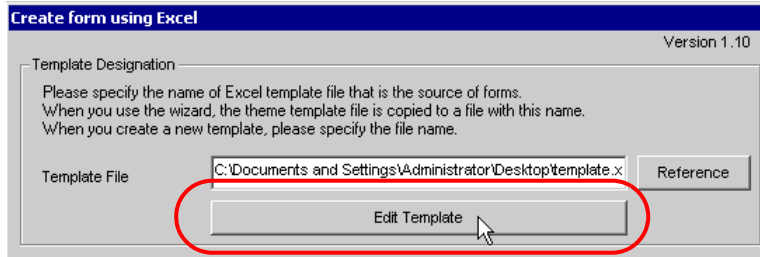 Create form using Excel
Version 1.10
Template Designation
Please specify the name of Excel template file that is the source of forms.
When you use the wizard, the theme template file is copied to a file with this name.
When you create a new template, please specify the file name.
Template File C:\Documents and Settings\Administrator\Desktop\template.x Reference
Edit Template